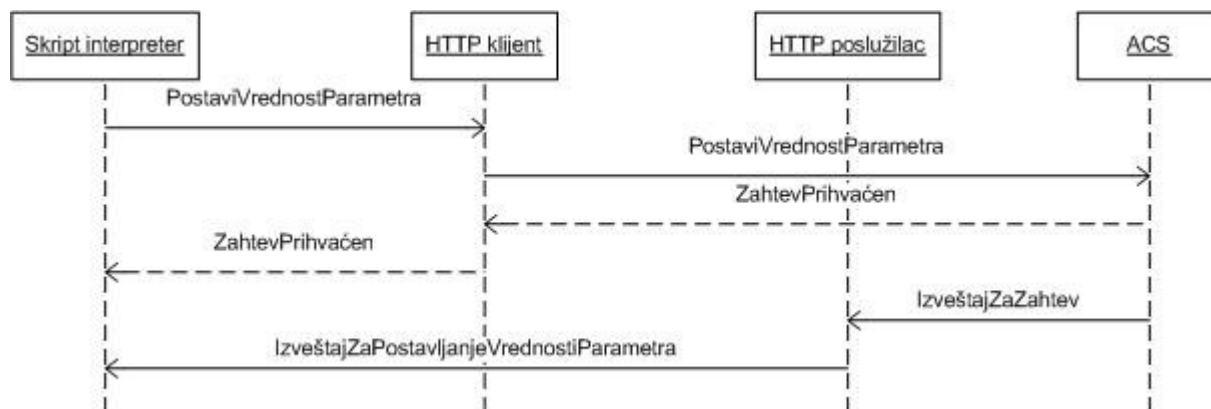 Skript interpreter
HTTP klijent
HTTP poslužilac
ACS
PostaviVrednostParametra
PostaviVrednostParametra
ZahtevPrihvaćen
ZahtevPrihvaćen
IzveštajZaZahtev
IzveštajZaPostavljanjeVrednostiParametra